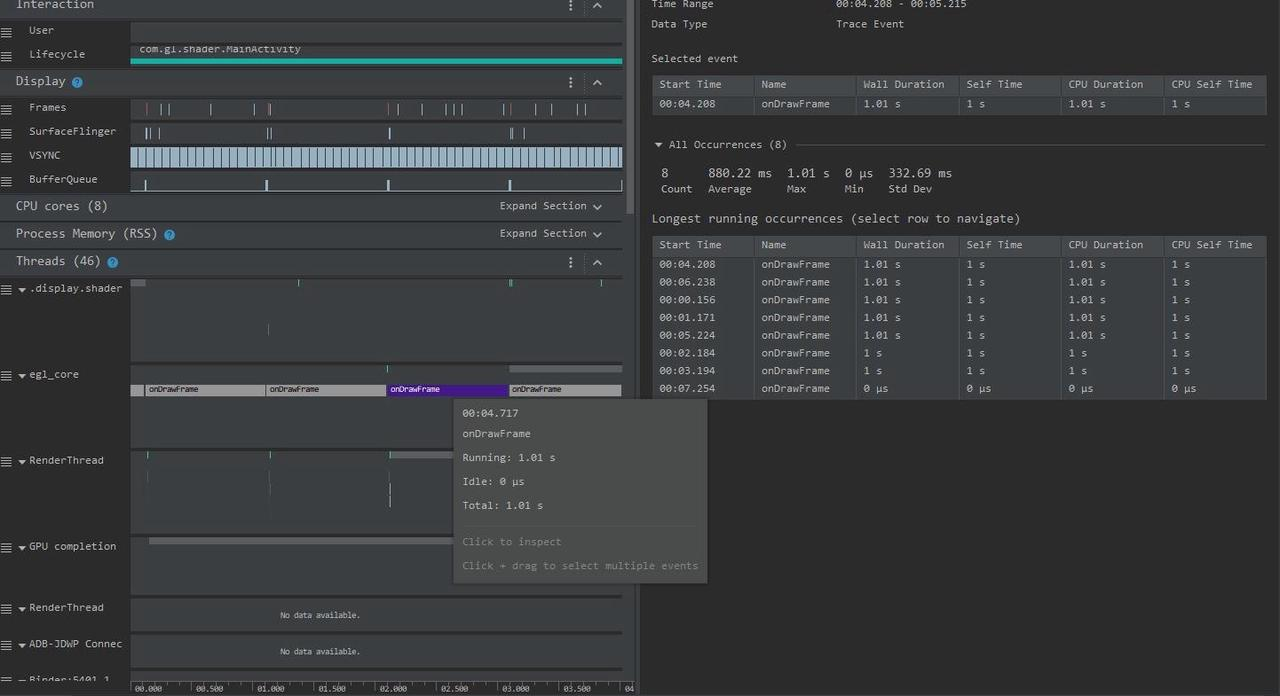 Interaction
User
Lifecycle
com.gl.shader.MainActivity
Display ?
Frames
SurfaceFlinger
VSYNC
BufferQueue
CPU cores (8)
Expand Section
Process Memory (RSS) ?
Expand Section
Threads (46) ?
.display.shader
egl_core
onDrawFrame
onDrawFrame
onDrawFrame
onDrawFrame
RenderThread
GPU completion
RenderThread
No data available.
ADB-JDWP Connec
No data available.
Binder:5401_1
00.000 00.500 01.000 01.500 02.000 02.500 03.000 03.500 04
00:04.717
onDrawFrame
Running: 1.01 s
Idle: 0 μs
Total: 1.01 s
Click to inspect
Click + drag to select multiple events
Time Range 00:04.208 - 00:05.215
Data Type Trace Event
Selected event
Start Time Name Wall Duration Self Time CPU Duration CPU Self Time
00:04.208 onDrawFrame 1.01 s 1 s 1.01 s 1 s
All Occurrences (8)
8 880.22 ms 1.01 s 0 μs 332.69 ms
Count Average Max Min Std Dev
Longest running occurrences (select row to navigate)
Start Time Name Wall Duration Self Time CPU Duration CPU Self Time
00:04.208 onDrawFrame 1.01 s 1 s 1.01 s 1 s
00:06.238 onDrawFrame 1.01 s 1 s 1.01 s 1 s
00:00.156 onDrawFrame 1.01 s 1 s 1.01 s 1 s
00:01.171 onDrawFrame 1.01 s 1 s 1.01 s 1 s
00:05.224 onDrawFrame 1.01 s 1 s 1.01 s 1 s
00:02.184 onDrawFrame 1 s 1 s 1 s 1 s
00:03.194 onDrawFrame 1 s 1 s 1 s 1 s
00:07.254 onDrawFrame 0 μs 0 μs 0 μs 0 μs